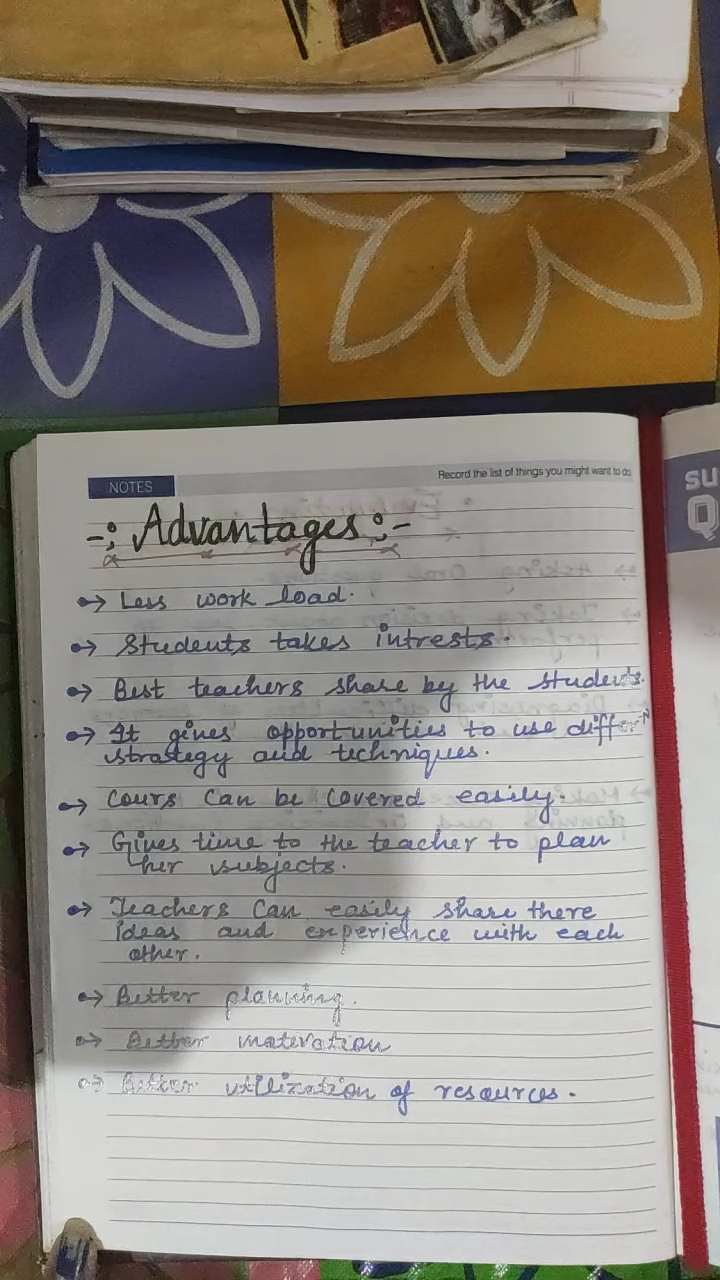 NOTES
Record the list of things you might want to do
-: Advantages :-
Less work load.
Students takes intrests.
Best teachers share by the students.
It gives opportunities to use
strategy and techniques.
Cours can be covered easily.
Gives time to the teacher to plan
her subjects.
Teachers can easily share there
ideas and experience with each
other.
Better planning.
Better motivation
Better utilization of resources.
SU
Q